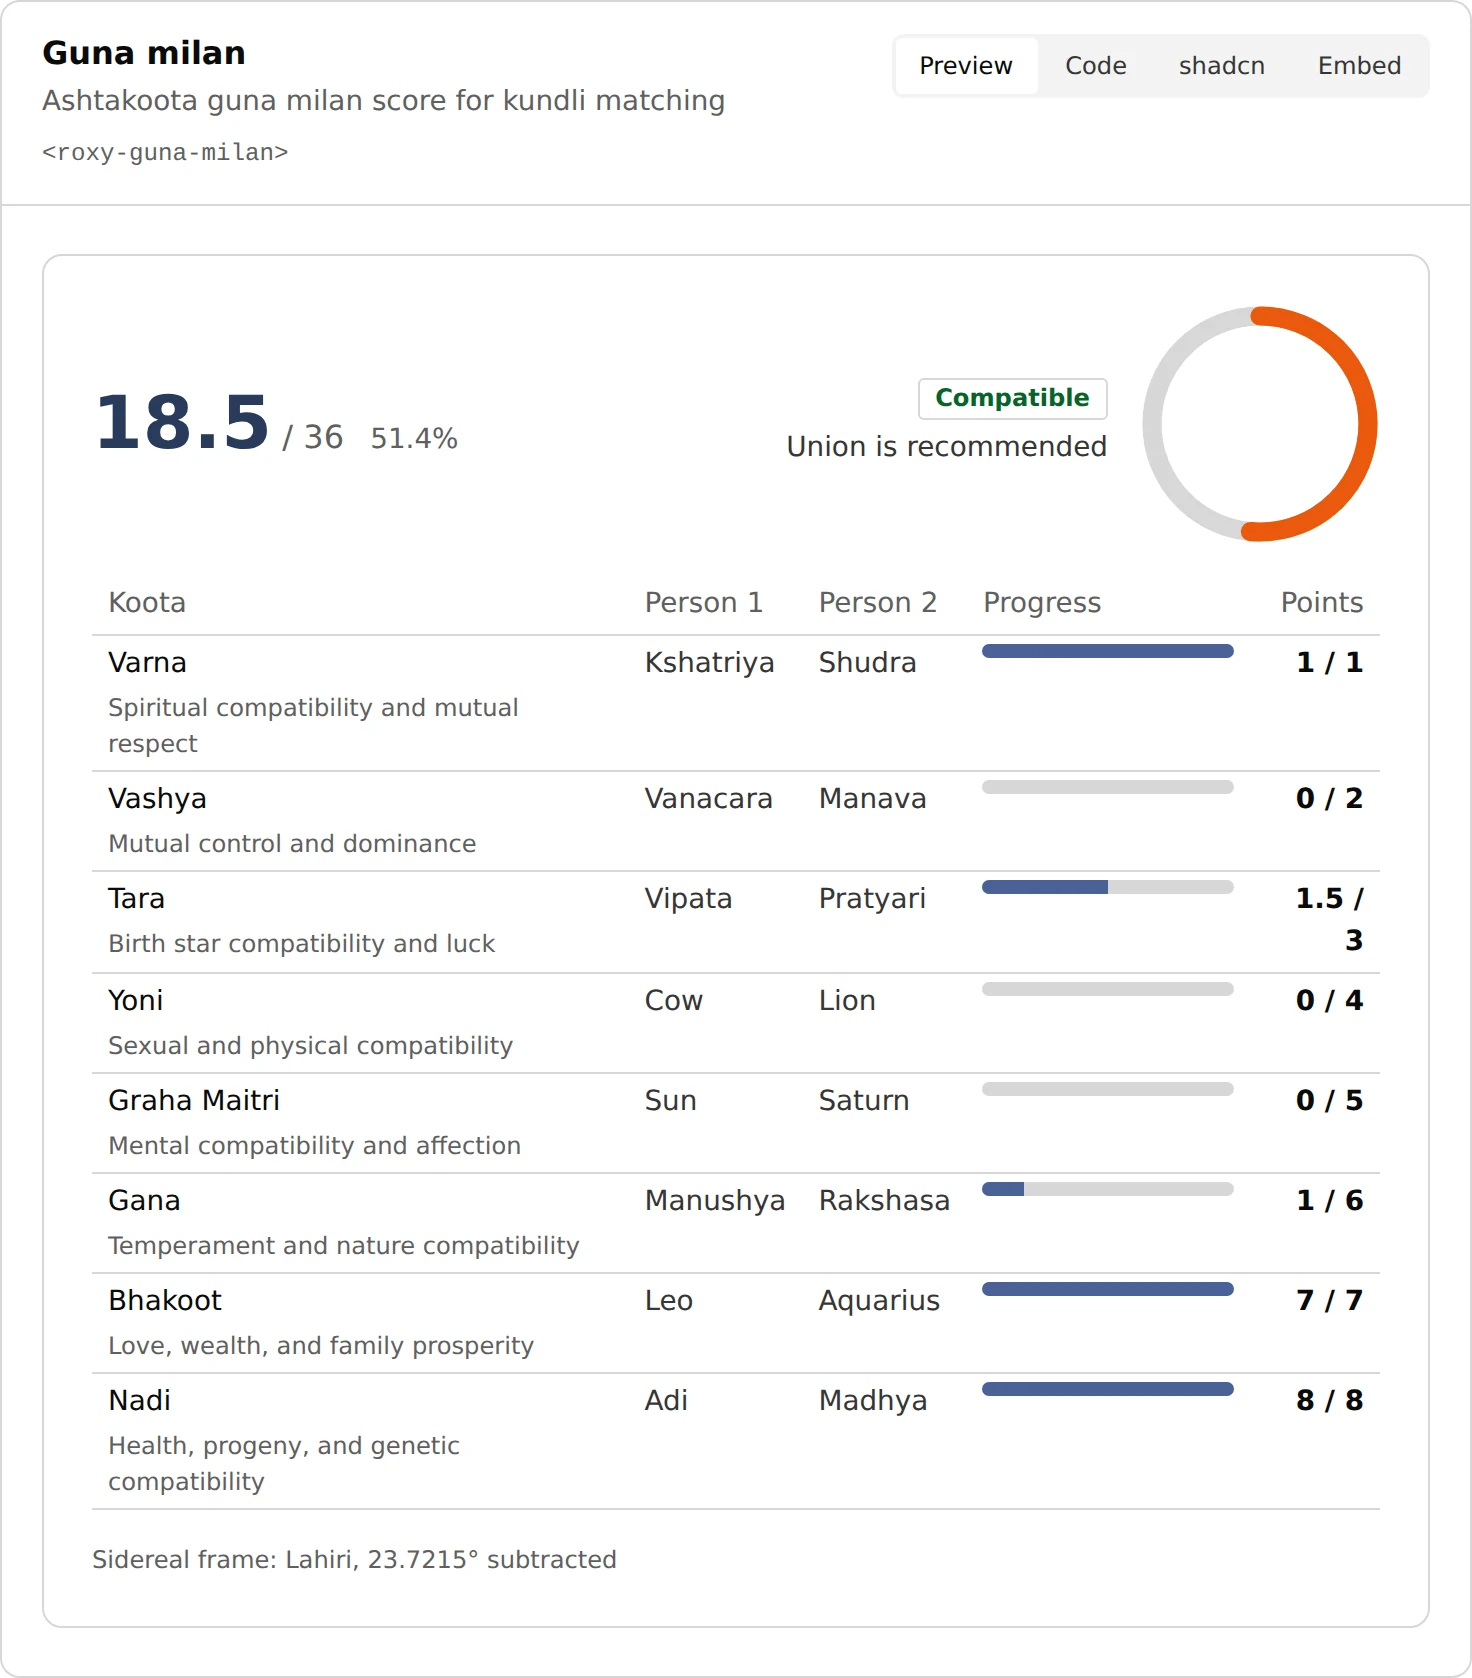 Guna milan
Ashtakoota guna milan score for kundli matching
<roxy-guna-milan>
Preview Code shadcn Embed
18.5 / 36 51.4%
Compatible
Union is recommended
Koota Person 1 Person 2 Progress Points
Varna Kshatriya Shudra 1 / 1
Spiritual compatibility and mutual
respect
Vashya Vanacara Manava 0 / 2
Mutual control and dominance
Tara Vipata Pratyari 1.5 /
3
Birth star compatibility and luck
Yoni Cow Lion 0 / 4
Sexual and physical compatibility
Graha Maitri Sun Saturn 0 / 5
Mental compatibility and affection
Gana Manushya Rakshasa 1 / 6
Temperament and nature compatibility
Bhakoot Leo Aquarius 7 / 7
Love, wealth, and family prosperity
Nadi Adi Madhya 8 / 8
Health, progeny, and genetic
compatibility
Sidereal frame: Lahiri, 23.7215° subtracted